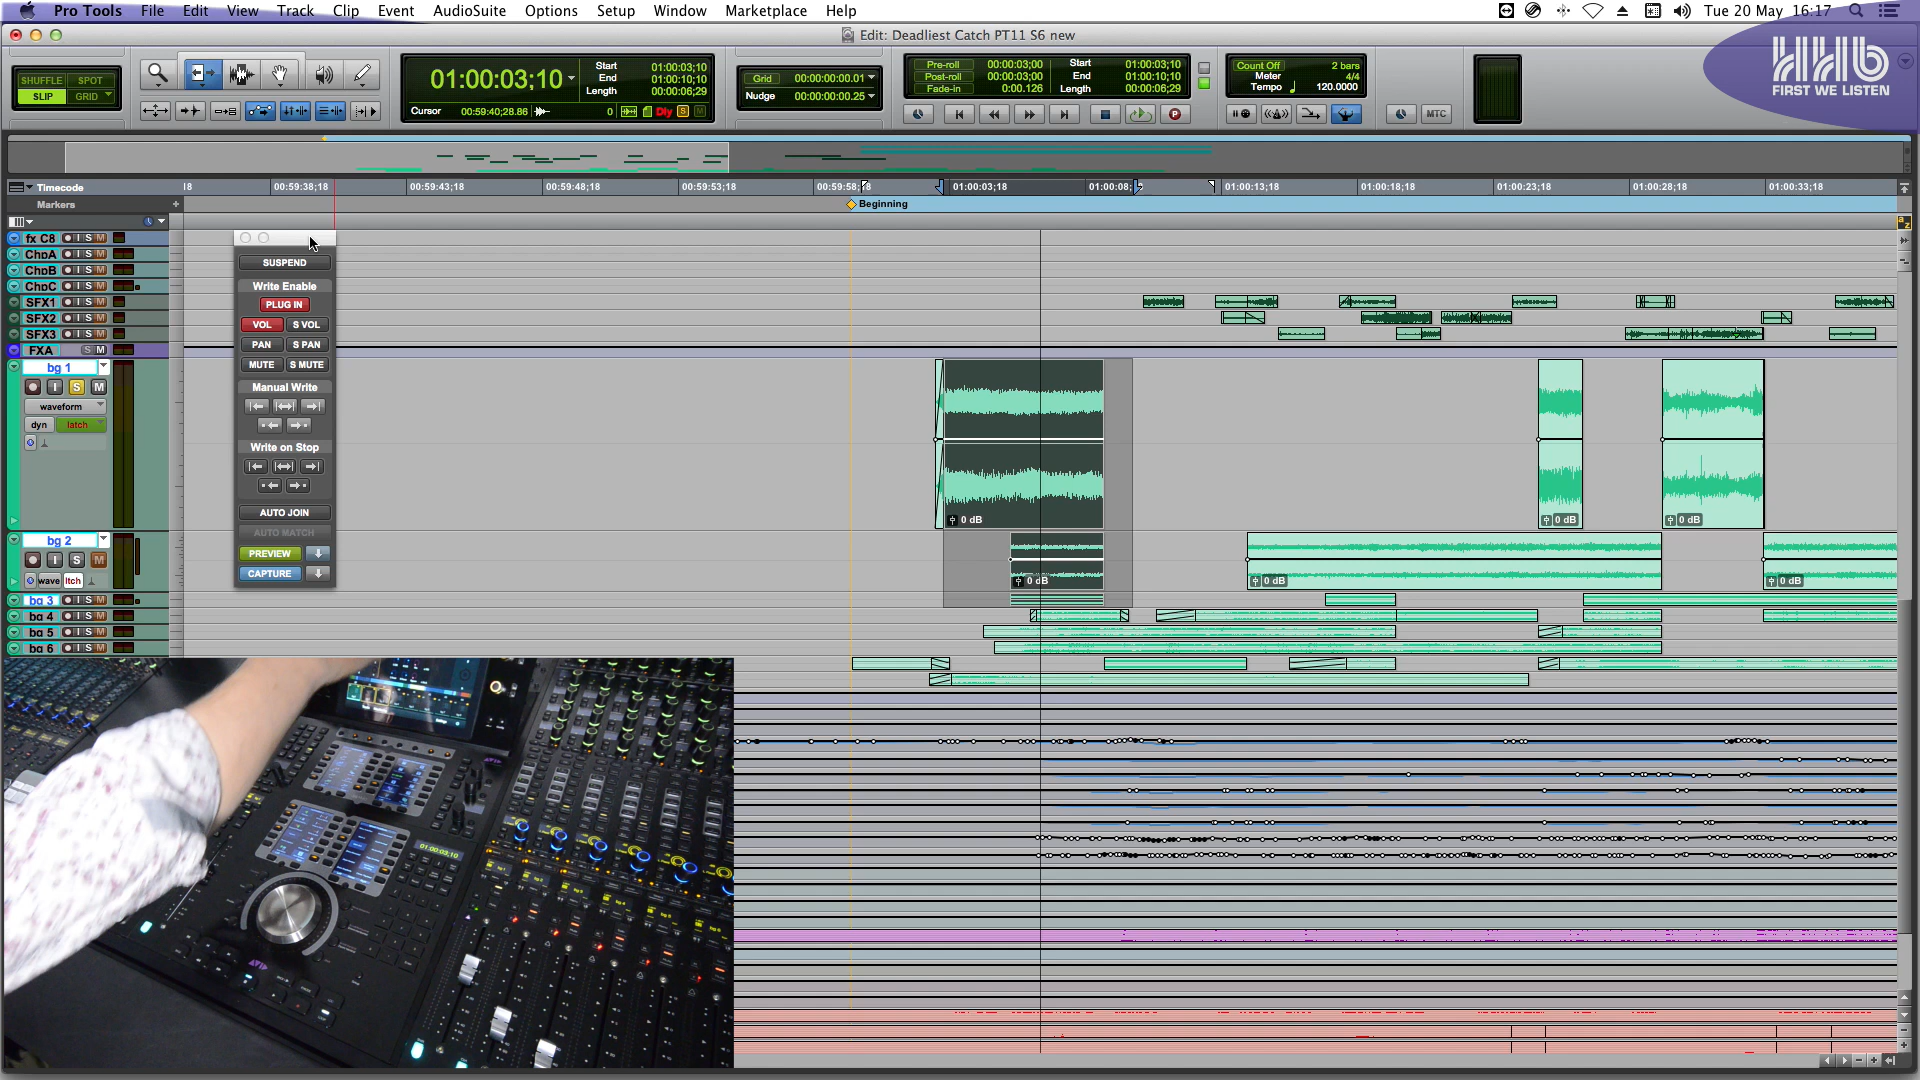 Pro Tools File Edit View Track Clip Event AudioSuite Options Setup Window Marketplace Help
Tue 20 May 16:17
Edit: Deadliest Catch PT11 S6 new
HHb
FIRST WE LISTEN
SHUFFLE SPOT
SLIP GRID
01:00:03;10
Start 01:00:03;10
End 01:00:10;10
Length 00:00:06;29
Cursor 00:59:40;28.86 0 Dly S M
Grid 00:00:00:00.01
Nudge 00:00:00:00.25
Pre-roll 00:00:03;00
Post-roll 00:00:03;00
Fade-in 0:00.126
Start 01:00:03;10
End 01:00:10;10
Length 00:00:06;29
Count Off 2 bars
Meter 4/4
Tempo 120.0000
MTC
Timecode
00:59:38;18 00:59:43;18 00:59:48;18 00:59:53;18 01:00:03;18 01:00:13;18 01:00:18;18 01:00:23;18 01:00:28;18 01:00:33;18
Markers +
Beginning
fx C8 I S M
ChpA I S M
ChpB I S M
ChpC I S M
SFX1 I S M
SFX2 I S M
SFX3 I S M
FXA S M
bg 1
I S M
waveform
dyn latch
bg 2
I S M
wave ltch
bg 3 I S M
bg 4 I S M
bg 5 I S M
bg 6 I S M
SUSPEND
Write Enable
PLUG IN
VOL S VOL
PAN S PAN
MUTE S MUTE
Manual Write
Write on Stop
AUTO JOIN
AUTO MATCH
PREVIEW
CAPTURE
0 dB
0 dB
0 dB
0 dB
0 dB
0 dB
01:00:03;10
AVID